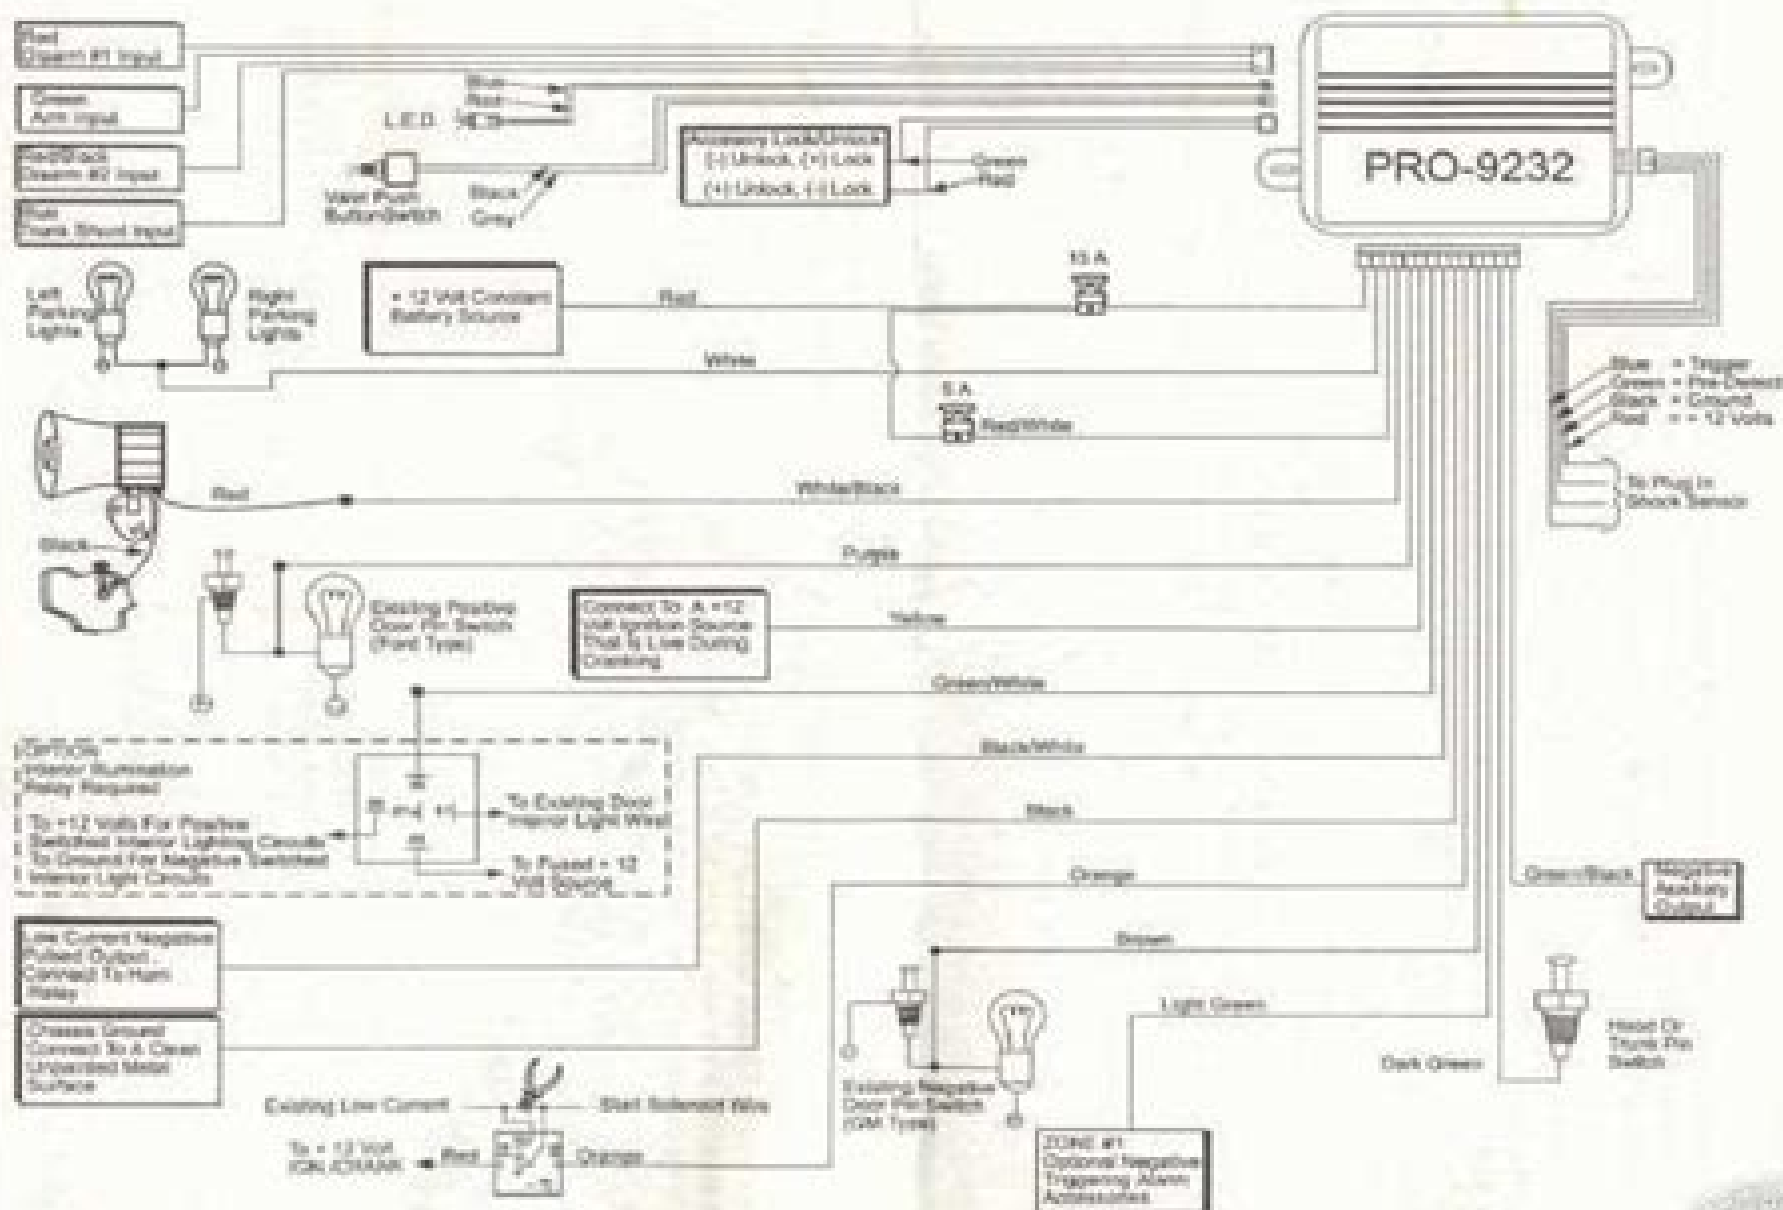 Red
Disarm #1 Input
Green
Arm Input
Red/Black
Disarm #2 Input
Blue
Trunk Shunt Input
Blue
Red
L.E.D.
Valet Push
Button Switch
Black
Grey
Accessory Lock/Unlock
(-) Unlock, (+) Lock
(+) Unlock, (-) Lock
Green
Red
PRO-9232
Left
Parking
Lights
Right
Parking
Lights
+ 12 Volt Constant
Battery Source
Red
15 A
White
5 A
Red/White
Blue = Trigger
Green = Pre-Detect
Black = Ground
Red = + 12 Volts
To Plug in
Shock Sensor
Red
White/Black
Black
Purple
Existing Positive
Door Pin Switch
(Ford Type)
Connect To A +12
Volt Ignition Source
That Is Live During
Cranking
Yellow
Green/White
Black/White
OPTION
Interior Illumination
Relay Required
To +12 Volts For Positive
Switched Interior Lighting Circuits
To Ground For Negative Switched
Interior Light Circuits
To Existing Door
Interior Light Wire
To Fused + 12
Volt Source
Black
Orange
Green/Black
Negative
Auxiliary
Output
Low Current Negative
Pulsed Output
Connect To Horn
Relay
Brown
Chassis Ground
Connect To A Clean
Unpainted Metal
Surface
Light Green
Dark Green
Hood Or
Trunk Pin
Switch
Existing Negative
Door Pin Switch
(GM Type)
Existing Low Current
Start Solenoid Wire
To + 12 Volt
IGN./CRANK
Red
Orange
ZONE #1
Optional Negative
Triggering Alarm
Accessories